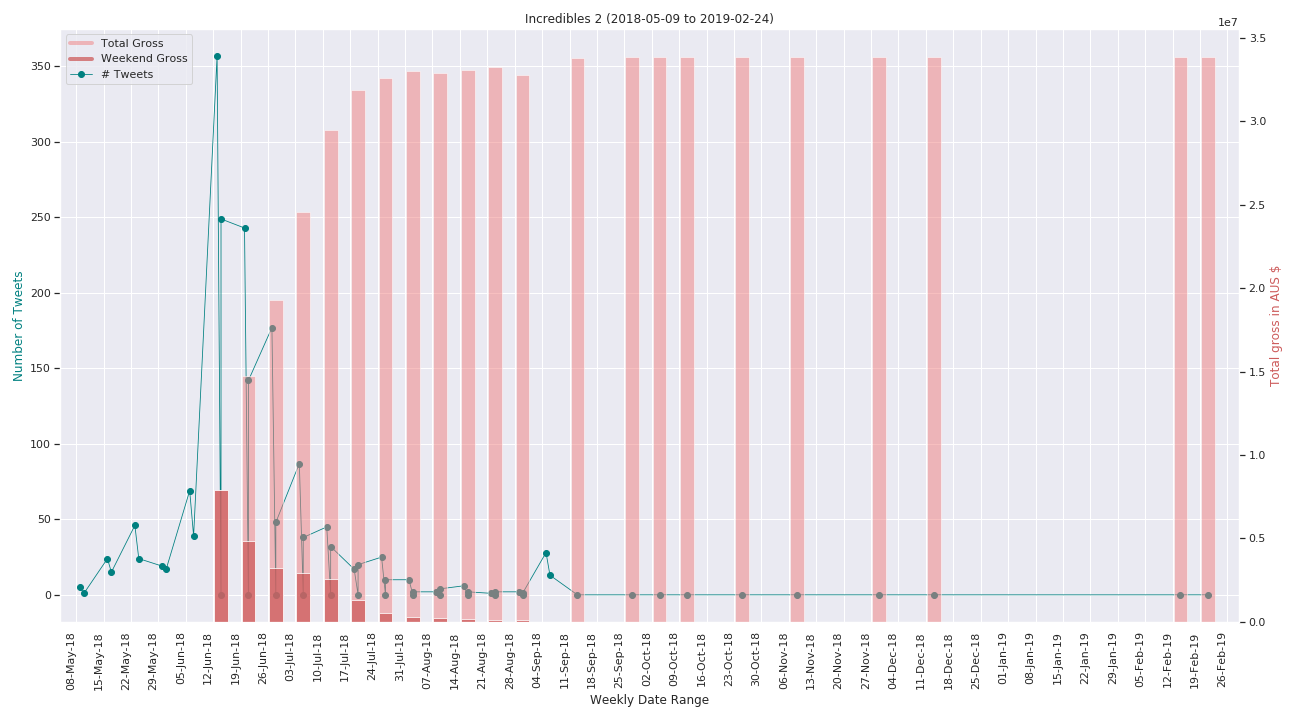 Incredibles 2 (2018-05-09 to 2019-02-24)
1e7
Total Gross
Weekend Gross
# Tweets
350
300
250
200
150
100
50
0
Number of Tweets
3.5
3.0
2.5
2.0
1.5
1.0
0.5
0.0
Total gross in AUS $
08-May-18
15-May-18
22-May-18
29-May-18
05-Jun-18
12-Jun-18
19-Jun-18
26-Jun-18
03-Jul-18
10-Jul-18
17-Jul-18
24-Jul-18
31-Jul-18
07-Aug-18
14-Aug-18
21-Aug-18
28-Aug-18
04-Sep-18
11-Sep-18
18-Sep-18
25-Sep-18
02-Oct-18
09-Oct-18
16-Oct-18
23-Oct-18
30-Oct-18
06-Nov-18
13-Nov-18
20-Nov-18
27-Nov-18
04-Dec-18
11-Dec-18
18-Dec-18
25-Dec-18
01-Jan-19
08-Jan-19
15-Jan-19
22-Jan-19
29-Jan-19
05-Feb-19
12-Feb-19
19-Feb-19
26-Feb-19
Weekly Date Range